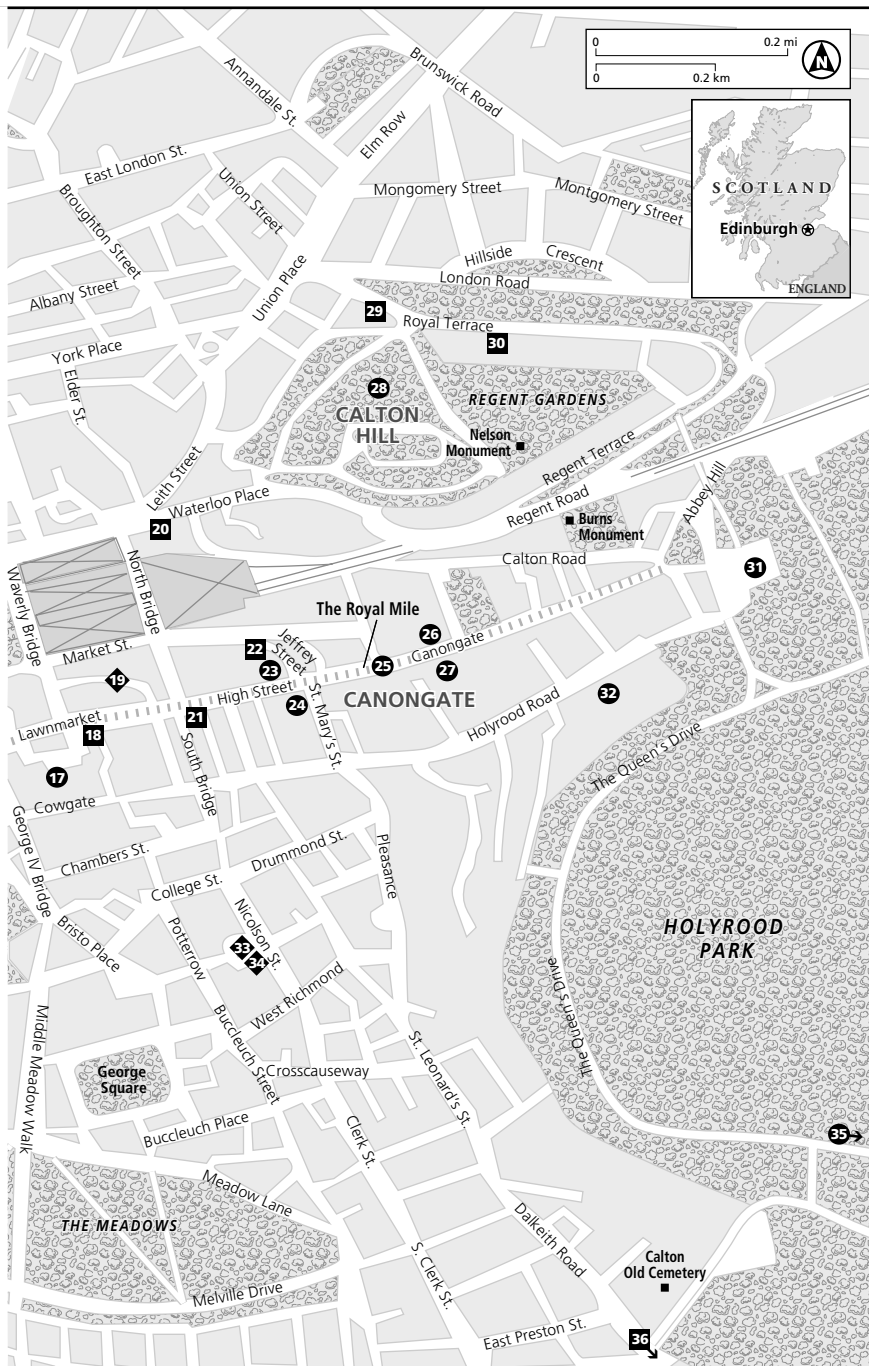 0
0.2 mi
0
0.2 km
N
SCOTLAND
Edinburgh
ENGLAND
Annandale St.
Brunswick Road
Elm Row
East London St.
Union Street
Mongomery Street
Montgomery Street
Broughton Street
Hillside Crescent
London Road
Albany Street
Union Place
29
Royal Terrace
30
York Place
Elder St.
28
CALTON
HILL
REGENT GARDENS
Nelson
Monument
Regent Terrace
Leith Street
Waterloo Place
20
Regent Road
Abbey Hill
Burns
Monument
Calton Road
31
Waverly Bridge
North Bridge
The Royal Mile
Market St.
22
Jeffrey
Street
23
26
Canongate
25
27
19
High Street
24
St. Mary's St.
CANONGATE
Holyrood Road
32
Lawnmarket
18
21
South Bridge
17
The Queen's Drive
Cowgate
George IV Bridge
Chambers St.
Drummond St.
Pleasance
College St.
Bristo Place
Potterrow
Nicolson St.
33
34
HOLYROOD
PARK
West Richmond
The Queen's Drive
Middle Meadow Walk
Buccleuch Street
St. Leonard's St.
George
Square
Crosscauseway
Buccleuch Place
Clerk St.
35
Meadow Lane
THE MEADOWS
Dalkeith Road
S. Clerk St.
Calton
Old Cemetery
Melville Drive
East Preston St.
36